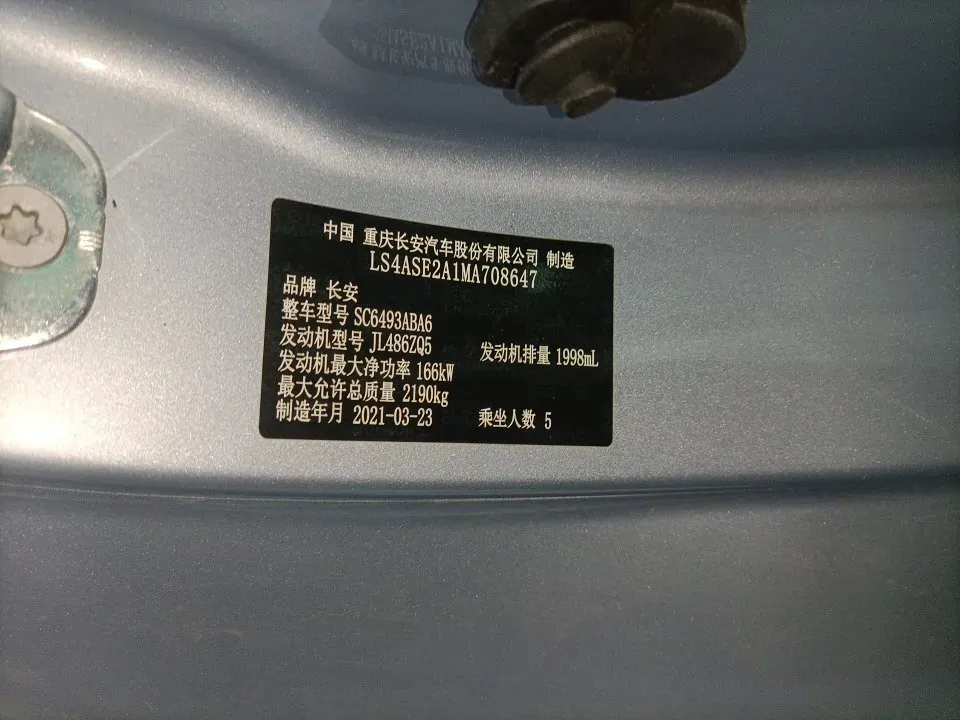 中国 重庆长安汽车股份有限公司 制造
LS4ASE2A1MA708647
品牌 长安
整车型号 SC6493ABA6
发动机型号 JL486ZQ5 发动机排量 1998mL
发动机最大净功率 166kW
最大允许总质量 2190kg
制造年月 2021-03-23 乘坐人数 5